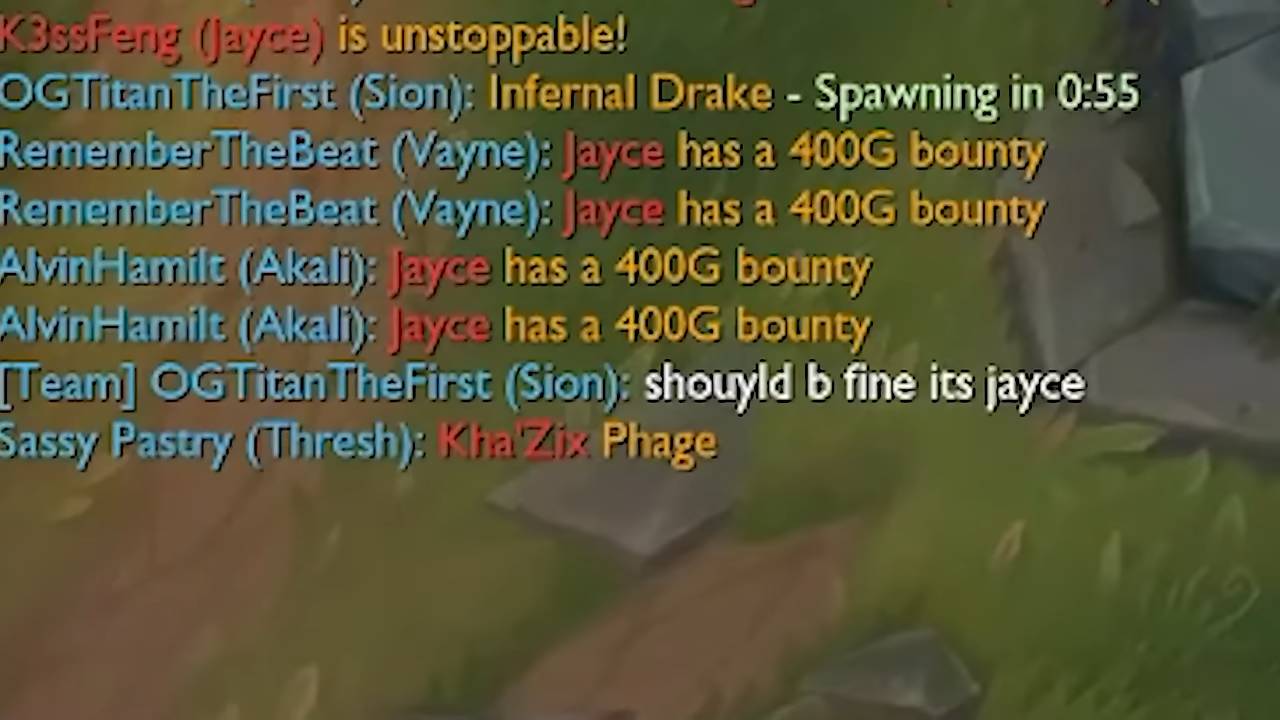 K3ssFeng (Jayce) is unstoppable!
OGTitanTheFirst (Sion): Infernal Drake - Spawning in 0:55
RememberTheBeat (Vayne): Jayce has a 400G bounty
RememberTheBeat (Vayne): Jayce has a 400G bounty
AlvinHamilt (Akali): Jayce has a 400G bounty
AlvinHamilt (Akali): Jayce has a 400G bounty
[Team] OGTitanTheFirst (Sion): shouyld b fine its jayce
Sassy Pastry (Thresh): Kha'Zix Phage